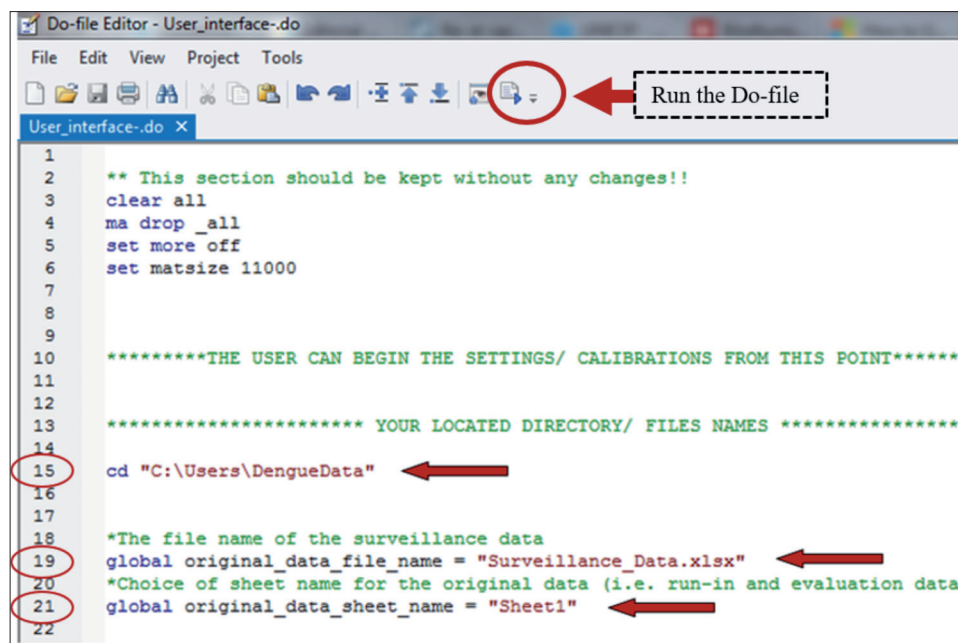 Do-file Editor - User_interface-.do
File Edit View Project Tools
Run the Do-file
User_interface-.do X
1
2 ** This section should be kept without any changes!!
3 clear all
4 ma drop _all
5 set more off
6 set matsize 11000
7
8
9
10 *********THE USER CAN BEGIN THE SETTINGS/ CALIBRATIONS FROM THIS POINT*******
11
12
13 *********************** YOUR LOCATED DIRECTORY/ FILES NAMES *****************
14
15 cd "C:\Users\DengueData"
16
17
18 *The file name of the surveillance data
19 global original_data_file_name = "Surveillance_Data.xlsx"
20 *Choice of sheet name for the original data (i.e. run-in and evaluation data
21 global original_data_sheet_name = "Sheet1"
22